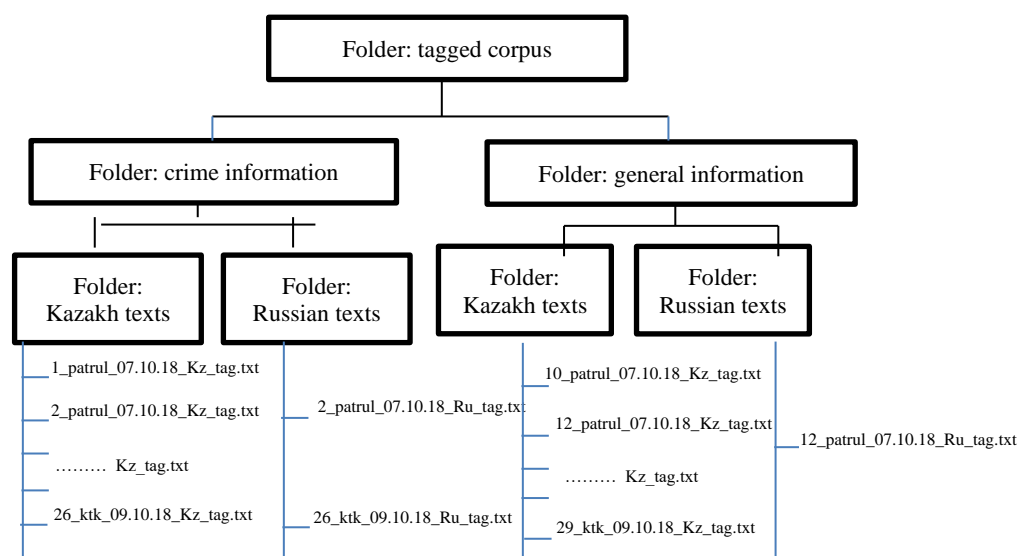 Folder: tagged corpus
Folder: crime information
Folder: general information
Folder:
Kazakh texts
Folder:
Russian texts
Folder:
Kazakh texts
Folder:
Russian texts
1_patrul_07.10.18_Kz_tag.txt
2_patrul_07.10.18_Kz_tag.txt
……… Kz_tag.txt
26_ktk_09.10.18_Kz_tag.txt
2_patrul_07.10.18_Ru_tag.txt
26_ktk_09.10.18_Ru_tag.txt
10_patrul_07.10.18_Kz_tag.txt
12_patrul_07.10.18_Kz_tag.txt
……… Kz_tag.txt
29_ktk_09.10.18_Kz_tag.txt
12_patrul_07.10.18_Ru_tag.txt